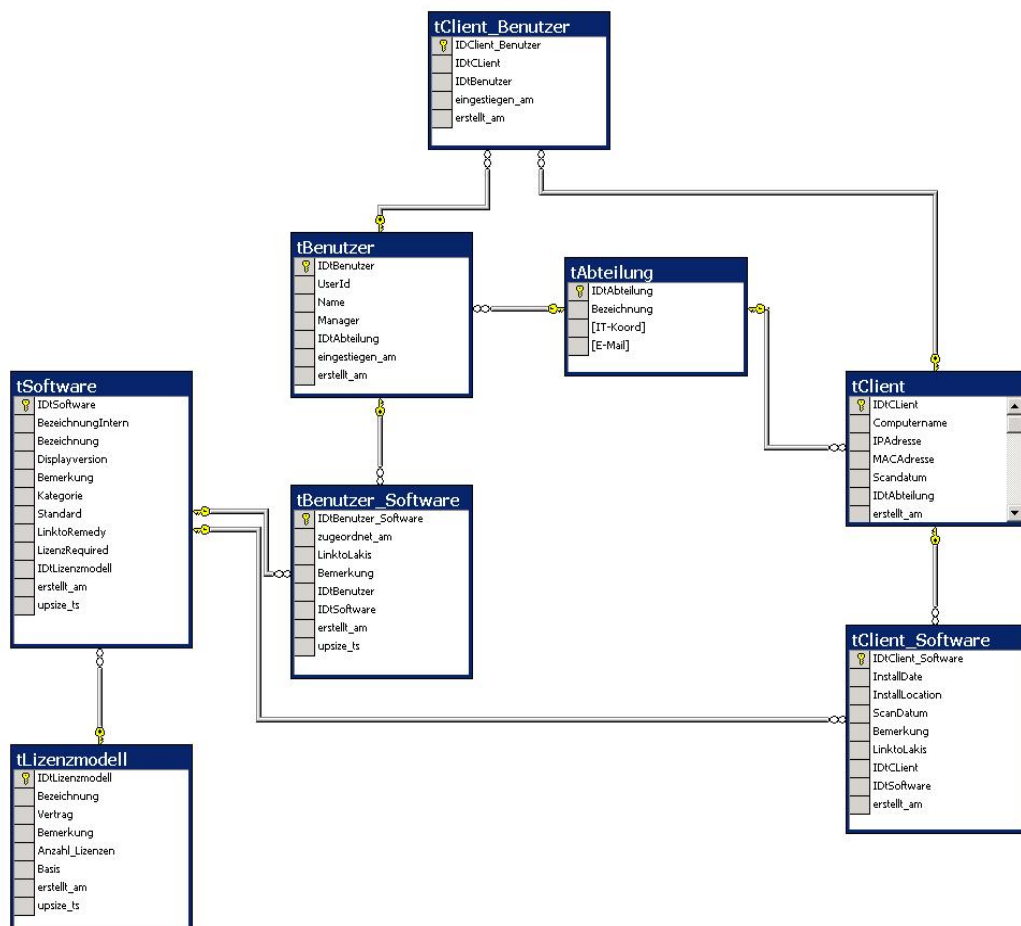 tClient_Benutzer
IDClient_Benutzer
IDtCLient
IDtBenutzer
eingestiegen_am
erstellt_am
tBenutzer
IDtBenutzer
UserId
Name
Manager
IDtAbteilung
eingestiegen_am
erstellt_am
tAbteilung
IDtAbteilung
Bezeichnung
[IT-Koord]
[E-Mail]
tSoftware
IDtSoftware
BezeichnungIntern
Bezeichnung
Displayversion
Bemerkung
Kategorie
Standard
LinktoRemedy
LizenzRequired
IDtLizenzmodell
erstellt_am
upsize_ts
tClient
IDtCLient
Computername
IPAdresse
MACAdresse
Scandatum
IDtAbteilung
erstellt_am
tBenutzer_Software
IDtBenutzer_Software
zugeordnet_am
LinktoLakis
Bemerkung
IDtBenutzer
IDtSoftware
erstellt_am
upsize_ts
tClient_Software
IDtClient_Software
InstallDate
InstallLocation
ScanDatum
Bemerkung
LinktoLakis
IDtCLient
IDtSoftware
erstellt_am
tLizenzmodell
IDtLizenzmodell
Bezeichnung
Vertrag
Bemerkung
Anzahl_Lizenzen
Basis
erstellt_am
upsize_ts